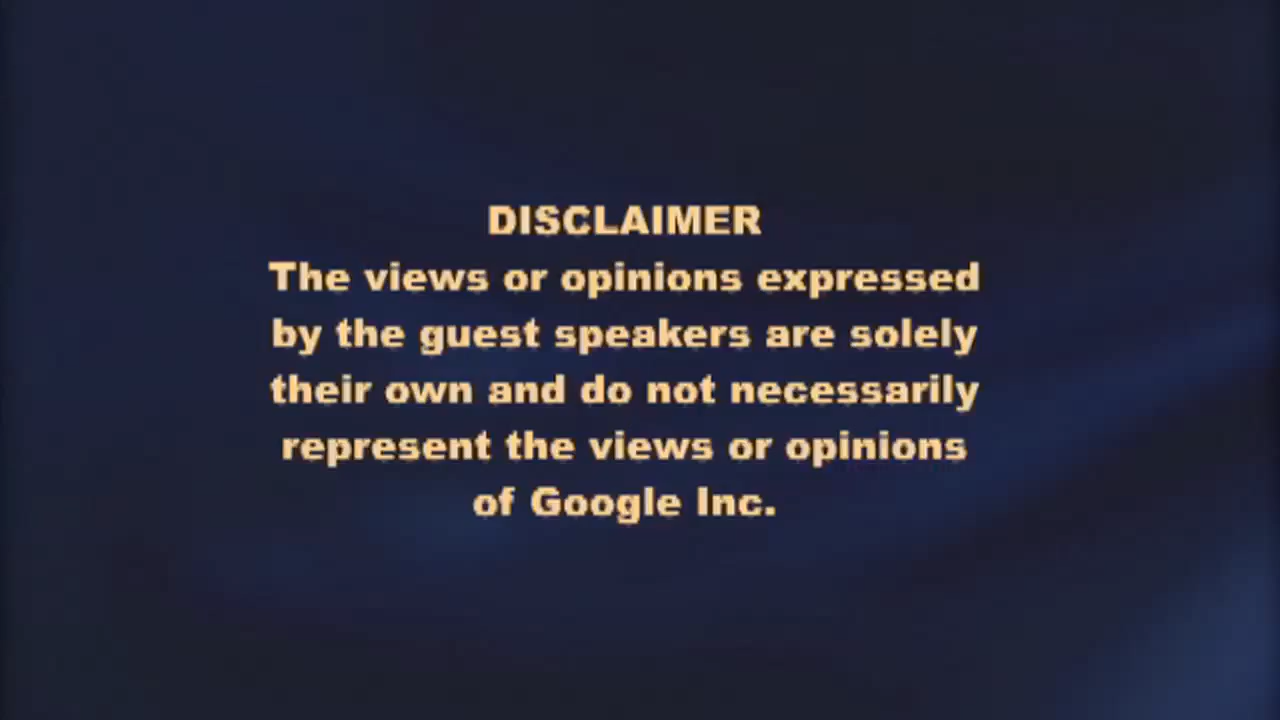 DISCLAIMER
The views or opinions expressed
by the guest speakers are solely
their own and do not necessarily
represent the views or opinions
of Google Inc.